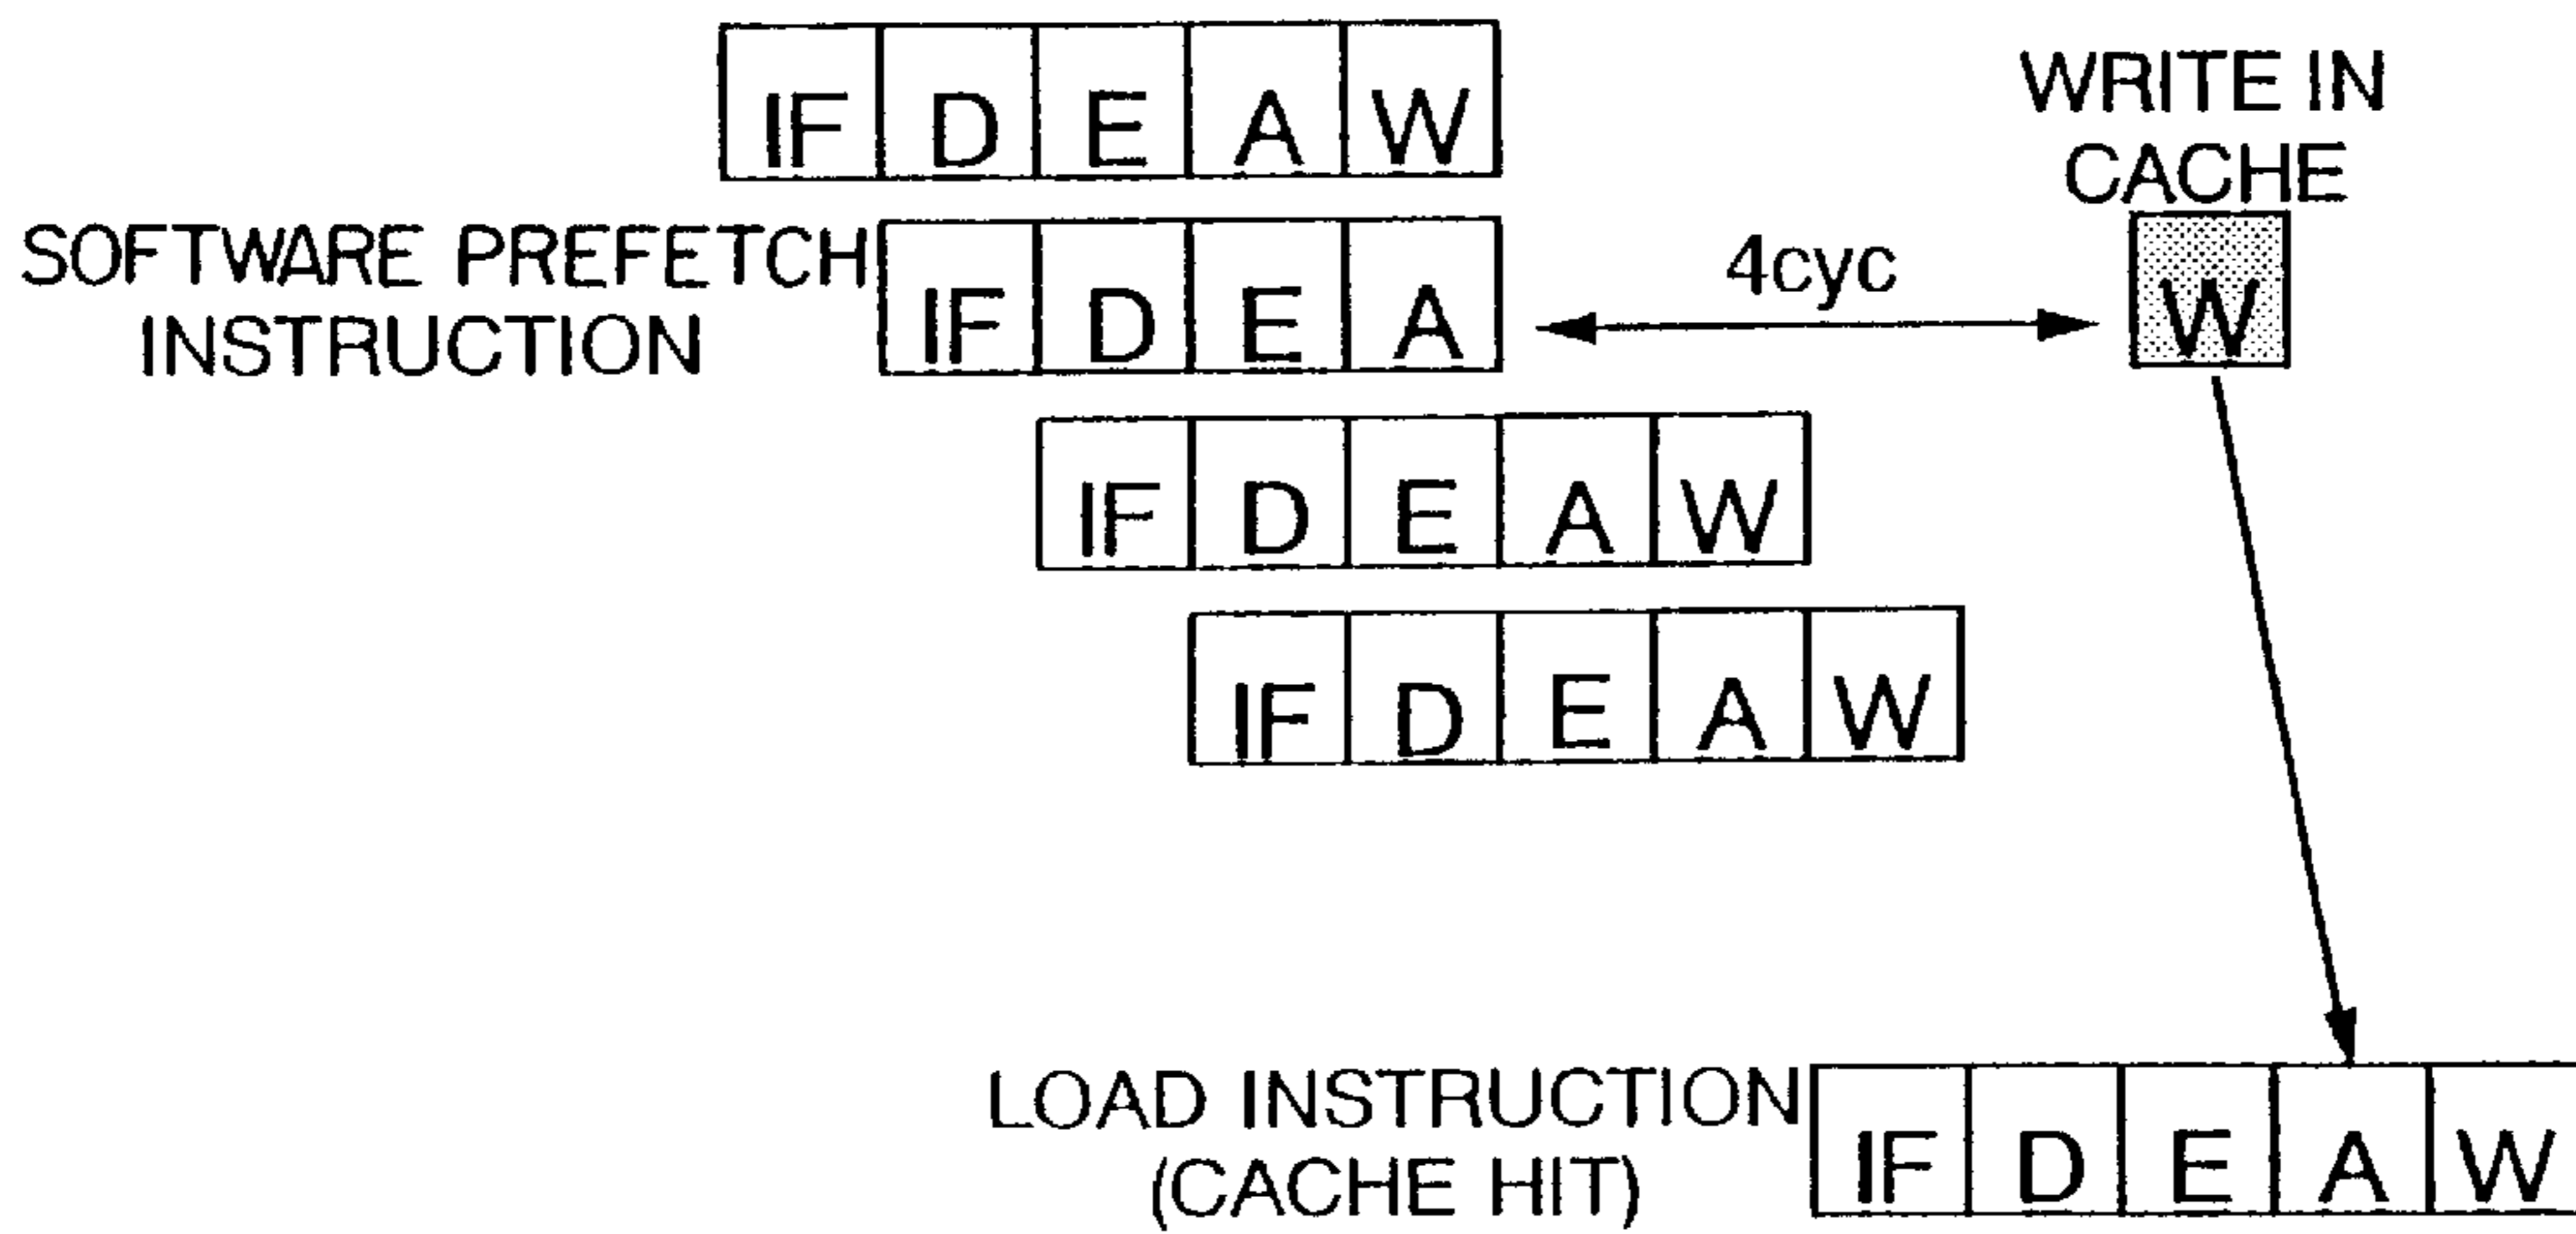 IF D E A W
WRITE IN
CACHE
SOFTWARE PREFETCH
INSTRUCTION
IF D E A
4cyc
W
IF D E A W
IF D E A W
LOAD INSTRUCTION
(CACHE HIT)
IF D E A W